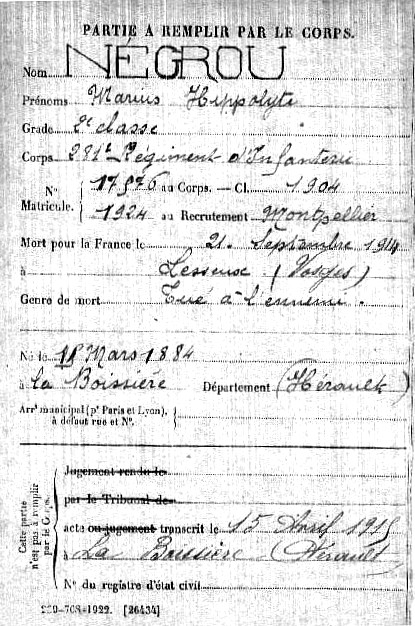 PARTIE À REMPLIR PAR LE CORPS.
Nom NÉGROU
Prénoms Marius Hippolyte
Grade 2e classe
Corps 281e Régiment d'Infanterie
N° 17976 au Corps. — Cl. 1904
Matricule. 1924 au Recrutement Montpellier
Mort pour la France le 21 Septembre 1914
à Lesseux (Vosges)
Genre de mort Tué à l'ennemi.
Né le 18 Mars 1884
à La Boissière Département (Hérault)
Arrt municipal (pr Paris et Lyon),
à défaut rue et N°.
Cette partie
n'est pas à remplir
par le Corps.
Jugement rendu le
par le Tribunal de
acte ou jugement transcrit le 15 Avril 1915
à La Boissière (Hérault)
N° du registre d'état civil
-708-1922. [26434]